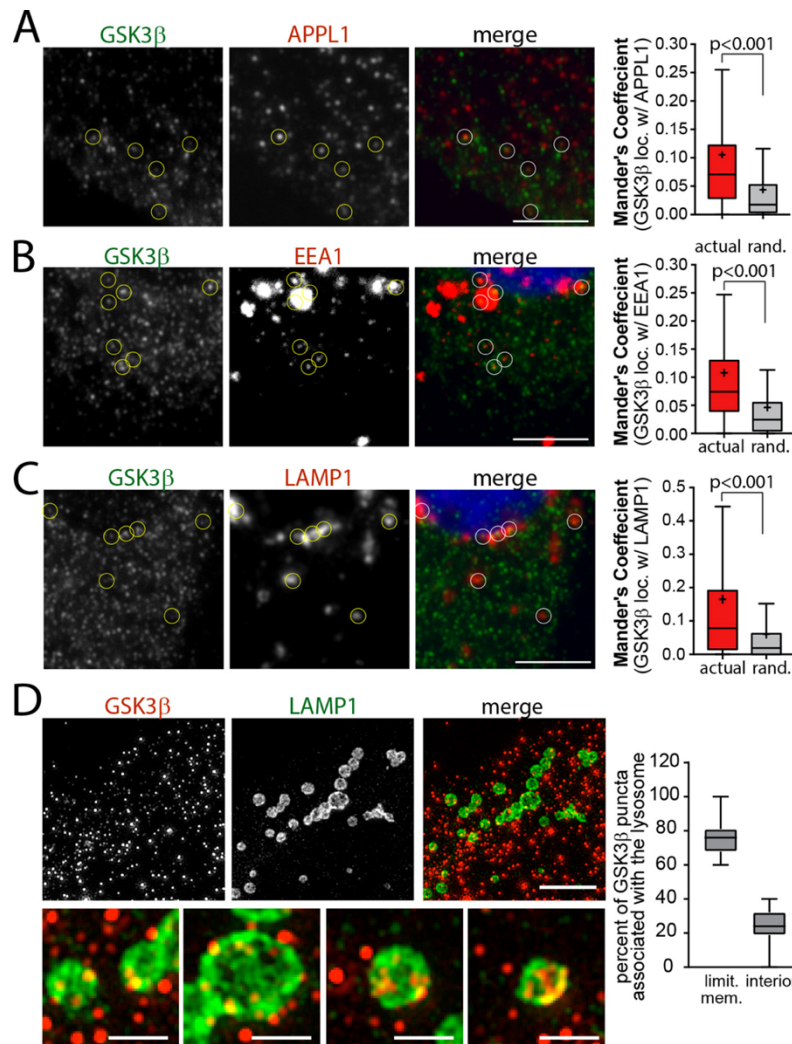 A
GSK3β APPL1 merge
Mander's Coeffecient
(GSK3β loc. w/ APPL1)
0.30
0.25
0.20
0.15
0.10
0.05
0.00
p<0.001
actual rand.
B
GSK3β EEA1 merge
Mander's Coeffecient
(GSK3β loc. w/ EEA1)
0.30
0.25
0.20
0.15
0.10
0.05
0.00
p<0.001
actual rand.
C
GSK3β LAMP1 merge
Mander's Coeffecient
(GSK3β loc. w/ LAMP1)
0.5
0.4
0.3
0.2
0.1
0.0
p<0.001
actual rand.
D
GSK3β LAMP1 merge
percent of GSK3β puncta
associated with the lysosome
120
100
80
60
40
20
0
limit. interior
mem.